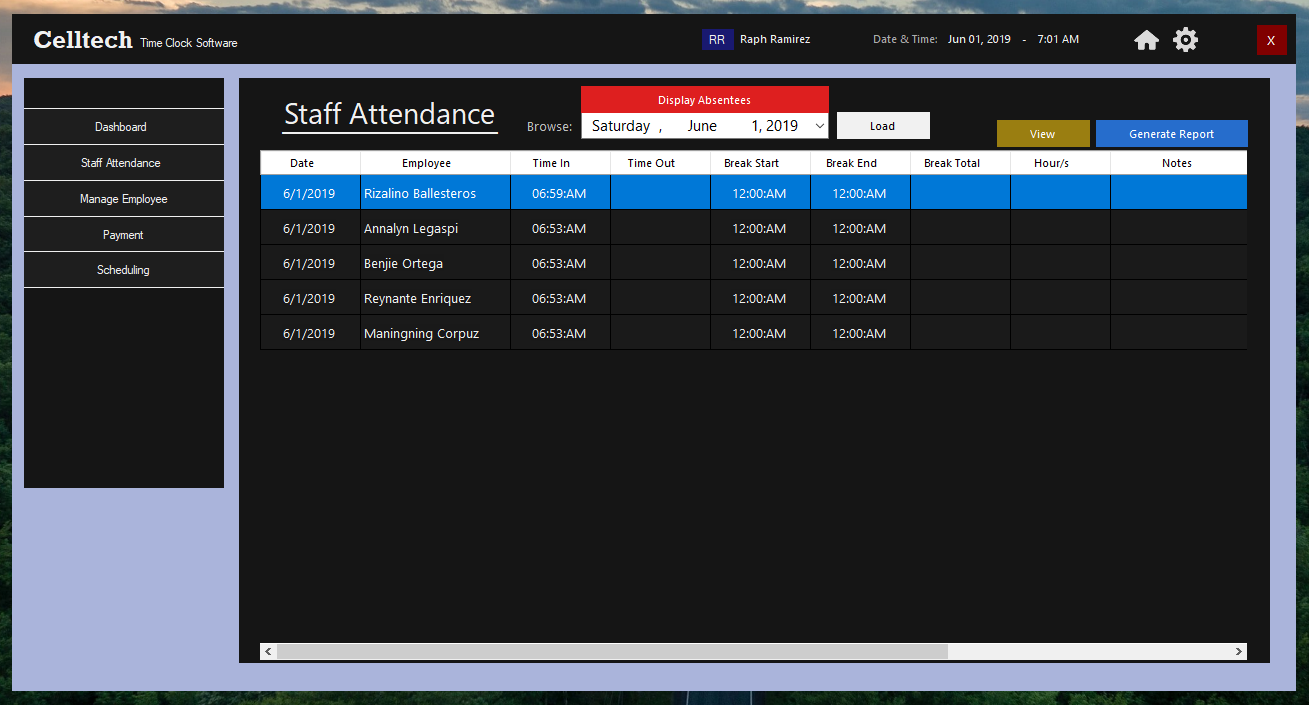 Celltech Time Clock Software RR Raph Ramirez Date & Time: Jun 01, 2019 - 7:01 AM X
Dashboard
Staff Attendance
Manage Employee
Payment
Scheduling
Staff Attendance
Display Absentees
Browse: Saturday , June 1, 2019 Load
View Generate Report
Date Employee Time In Time Out Break Start Break End Break Total Hour/s Notes
6/1/2019 Rizalino Ballesteros 06:59:AM 12:00:AM 12:00:AM
6/1/2019 Annalyn Legaspi 06:53:AM 12:00:AM 12:00:AM
6/1/2019 Benjie Ortega 06:53:AM 12:00:AM 12:00:AM
6/1/2019 Reynante Enriquez 06:53:AM 12:00:AM 12:00:AM
6/1/2019 Maningning Corpuz 06:53:AM 12:00:AM 12:00:AM